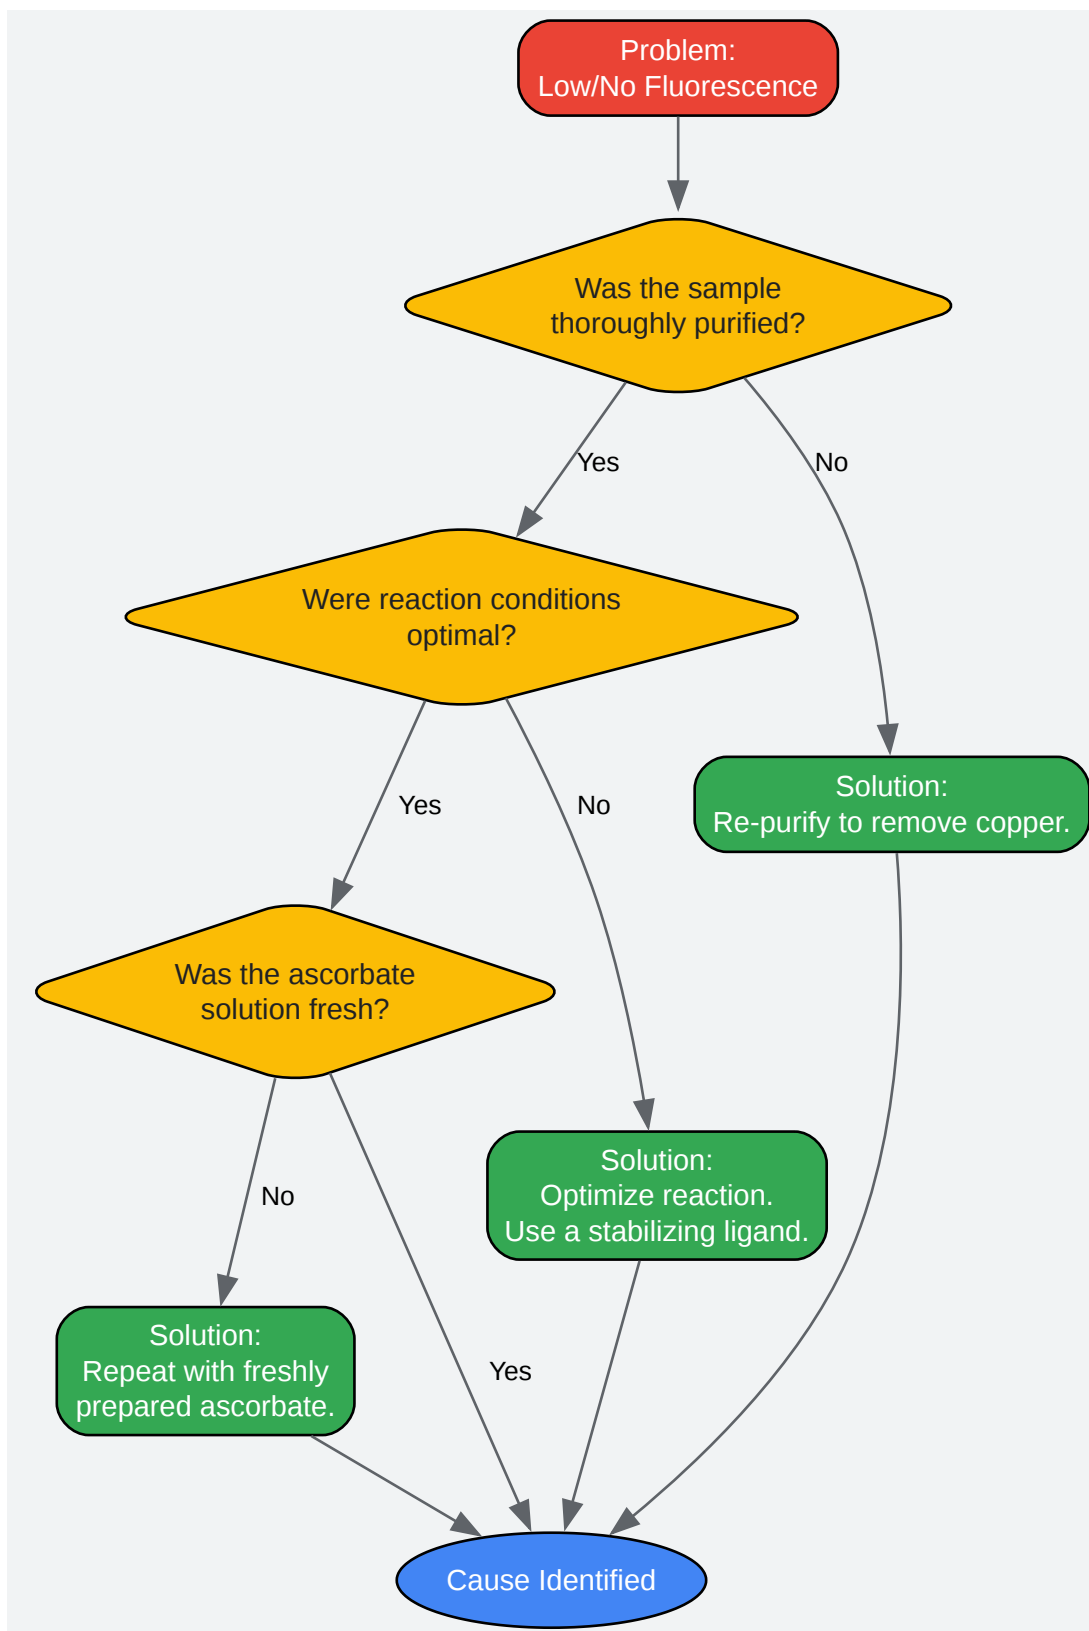 Problem:
Low/No Fluorescence
Was the sample
thoroughly purified?
Yes
No
Were reaction conditions
optimal?
Solution:
Re-purify to remove copper.
Yes
No
Was the ascorbate
solution fresh?
Solution:
Optimize reaction.
Use a stabilizing ligand.
No
Solution:
Repeat with freshly
prepared ascorbate.
Yes
Cause Identified